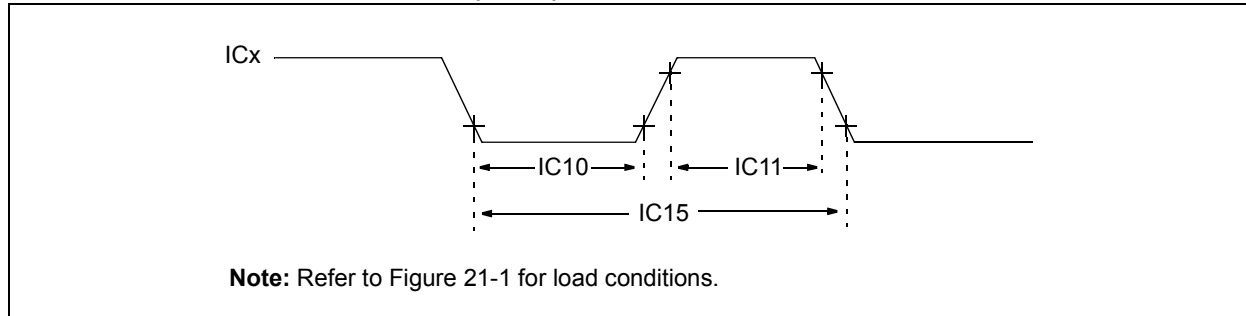 ICx
IC10
IC11
IC15
Note: Refer to Figure 21-1 for load conditions.